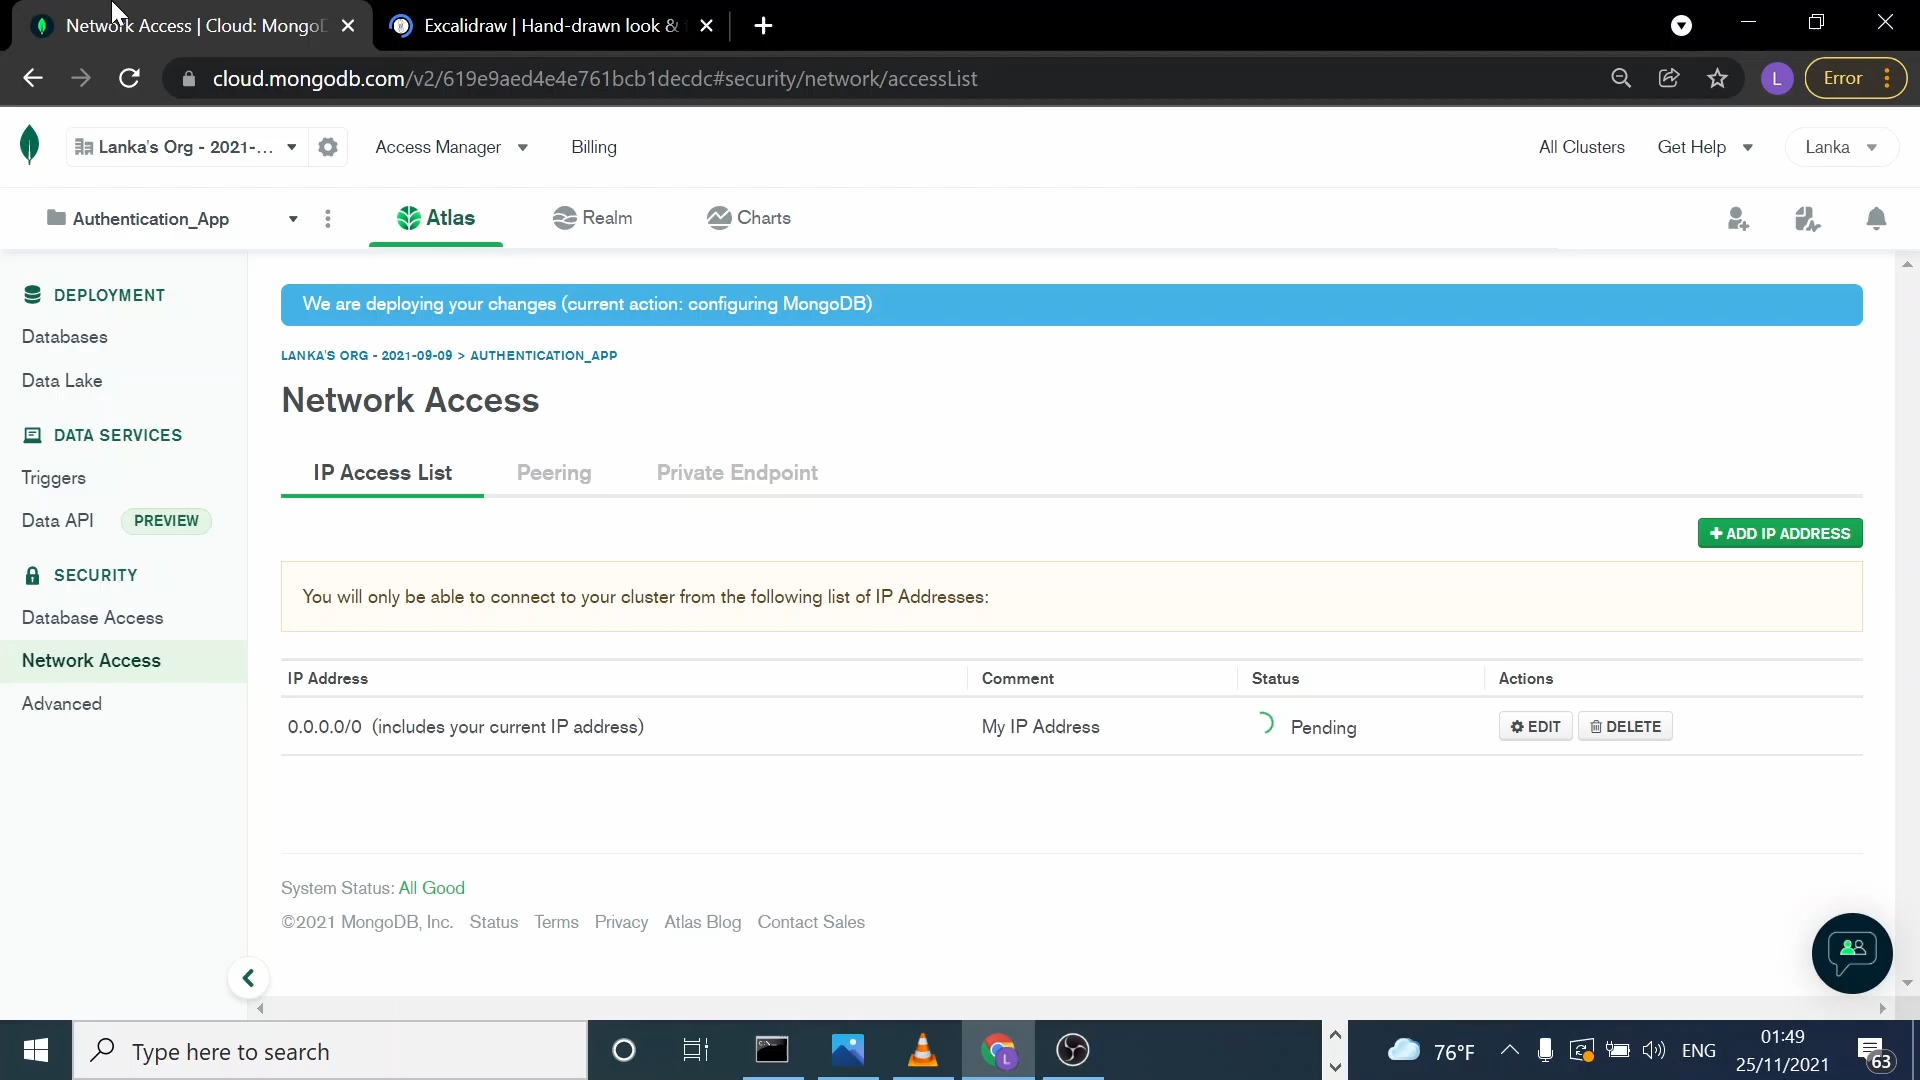 Network Access | Cloud: MongoD
Excalidraw | Hand-drawn look &
cloud.mongodb.com/v2/619e9aed4e4e761bcb1decdc#security/network/accessList
L
Error
Lanka's Org - 2021-...
Access Manager
Billing
All Clusters
Get Help
Lanka
Authentication_App
Atlas
Realm
Charts
DEPLOYMENT
Databases
Data Lake
DATA SERVICES
Triggers
Data API PREVIEW
SECURITY
Database Access
Network Access
Advanced
We are deploying your changes (current action: configuring MongoDB)
LANKA'S ORG - 2021-09-09 > AUTHENTICATION_APP
Network Access
IP Access List
Peering
Private Endpoint
+ ADD IP ADDRESS
You will only be able to connect to your cluster from the following list of IP Addresses:
IP Address Comment Status Actions
0.0.0.0/0 (includes your current IP address) My IP Address Pending EDIT DELETE
System Status: All Good
©2021 MongoDB, Inc. Status Terms Privacy Atlas Blog Contact Sales
Type here to search
L
76°F
ENG
01:49
25/11/2021
63